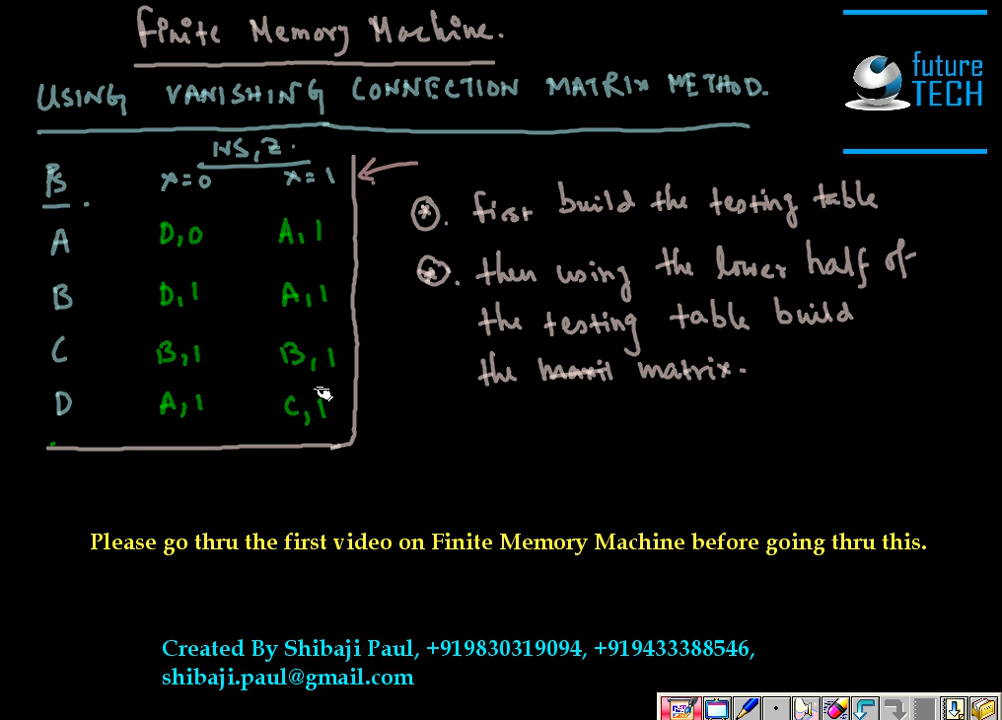 Finite Memory Machine.
future
TECH
USING VANISHING CONNECTION MATRIX METHOD.
NS, Z.
PS. x=0 x=1
A D,0 A,1
B D,1 A,1
C B,1 B,1
D A,1 C,1
*. first build the testing table
*. then using the lower half of
the testing table build
the matrix.
Please go thru the first video on Finite Memory Machine before going thru this.
Created By Shibaji Paul, +919830319094, +919433388546,
shibaji.paul@gmail.com